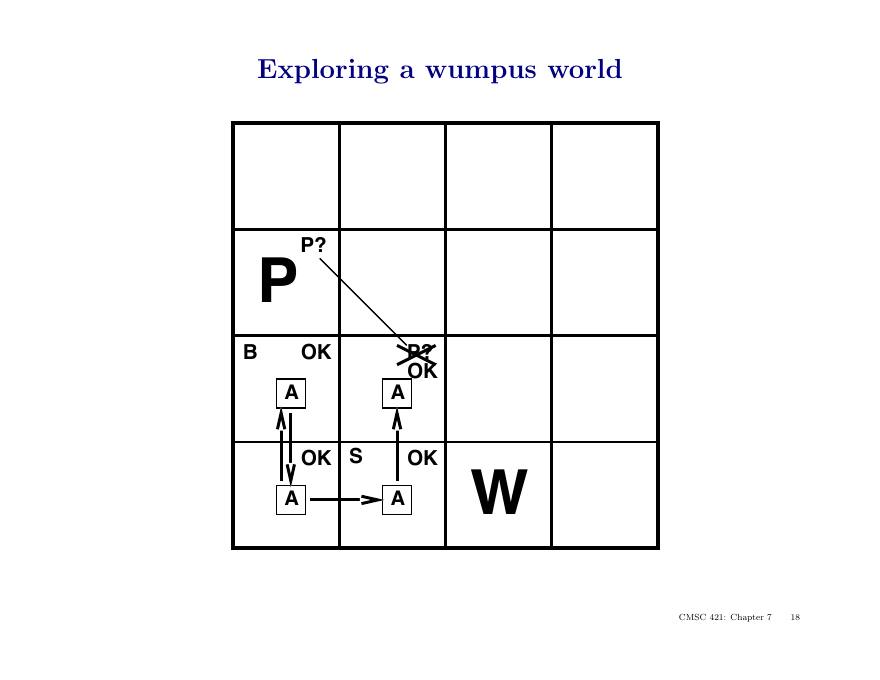 Exploring a wumpus world
P?
P
B OK P?
OK
A A
OK S OK
A A W
CMSC 421: Chapter 7 18